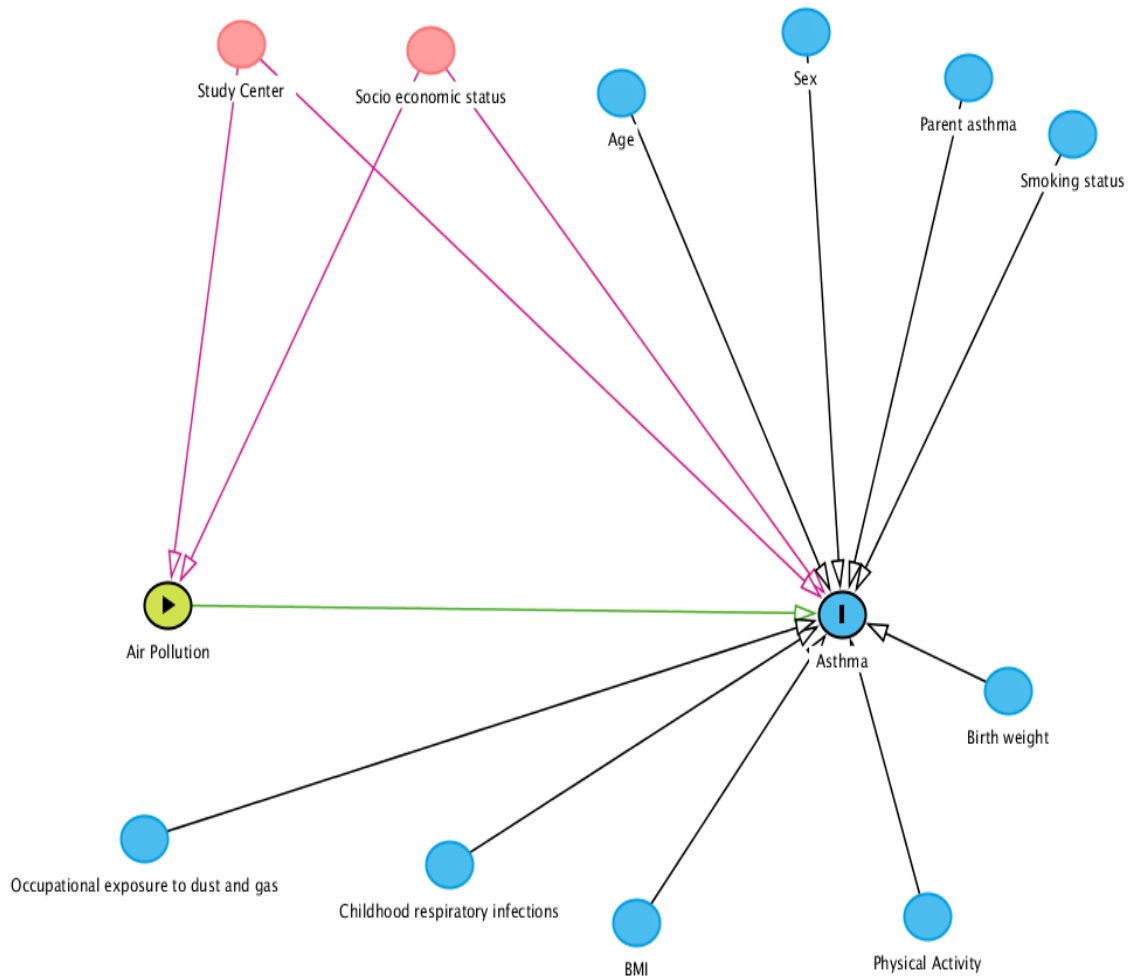 Study Center
Socio economic status
Sex
Age
Parent asthma
Smoking status
Air Pollution
Asthma
Birth weight
Occupational exposure to dust and gas
Childhood respiratory infections
BMI
Physical Activity